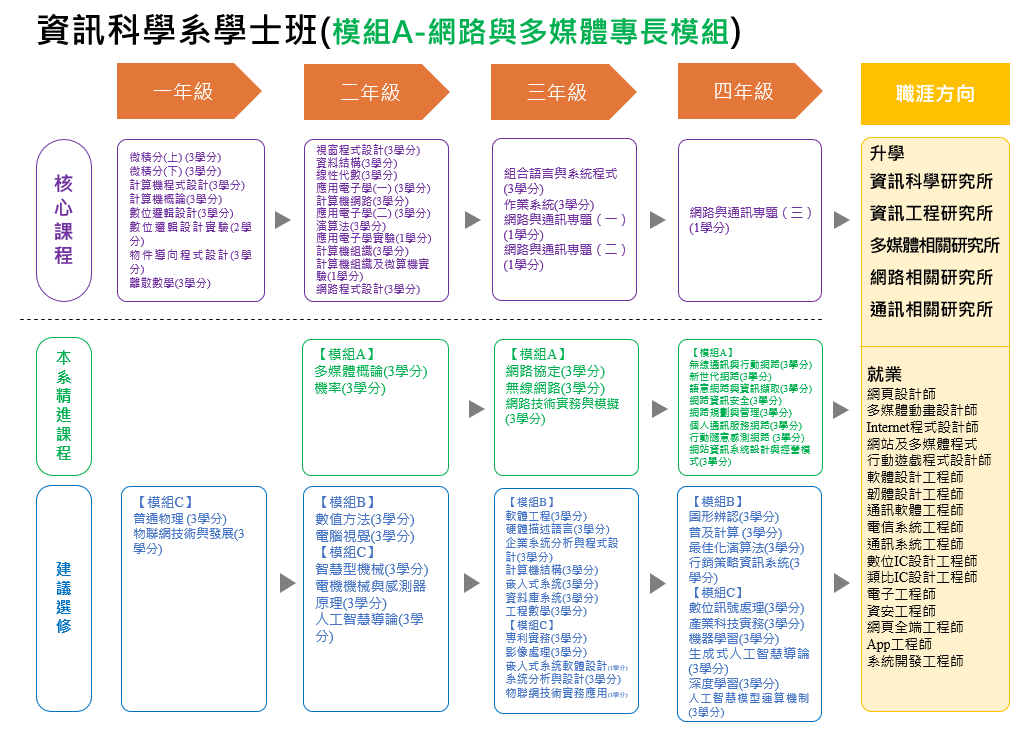 資訊科學系學士班(模組A-網路與多媒體專長模組)
一年級
二年級
三年級
四年級
職涯方向
核心課程
微積分(上) (3學分)
微積分(下) (3學分)
計算機程式設計(3學分)
計算機概論(3學分)
數位邏輯設計(3學分)
數位邏輯設計實驗(2學
分)
物件導向程式設計(3學
分)
離散數學(3學分)
視窗程式設計(3學分)
資料結構(3學分)
線性代數(3學分)
應用電子學(一) (3學分)
計算機網路(3學分)
應用電子學(二) (3學分)
演算法(3學分)
應用電子學實驗(1學分)
計算機組織(3學分)
計算機組織及微算機實
驗(1學分)
網路程式設計(3學分)
組合語言與系統程式
(3學分)
作業系統(3學分)
網路與通訊專題（一）
(1學分)
網路與通訊專題（二）
(1學分)
網路與通訊專題（三）
(1學分)
升學
資訊科學研究所
資訊工程研究所
多媒體相關研究所
網路相關研究所
通訊相關研究所
本系精進課程
【模組A】
多媒體概論(3學分)
機率(3學分)
【模組A】
網路協定(3學分)
無線網路(3學分)
網路技術實務與模擬
(3學分)
【模組A】
無線通訊與行動網路(3學分)
新世代網路(3學分)
語意網路與資訊擷取(3學分)
網路資訊安全(3學分)
網路規劃與管理(3學分)
個人通訊服務網路(3學分)
行動隨意感測網路 (3學分)
網站資訊系統設計與經營模
式(3學分)
建議選修
【模組C】
普通物理 (3學分)
物聯網技術與發展(3
學分)
【模組B】
數值方法(3學分)
電腦視覺(3學分)
【模組C】
智慧型機械(3學分)
電機機械與感測器
原理(3學分)
人工智慧導論(3學
分)
【模組B】
軟體工程(3學分)
硬體描述語言(3學分)
企業系統分析與程式設
計(3學分)
計算機結構(3學分)
嵌入式系統(3學分)
資料庫系統(3學分)
工程數學(3學分)
【模組C】
專利實務(3學分)
影像處理(3學分)
嵌入式系統軟體設計(3學分)
系統分析與設計(3學分)
物聯網技術實務應用(3學分)
【模組B】
圖形辨認(3學分)
普及計算 (3學分)
最佳化演算法(3學分)
行銷策略資訊系統(3
學分)
【模組C】
數位訊號處理(3學分)
產業科技實務(3學分)
機器學習(3學分)
生成式人工智慧導論
(3學分)
深度學習(3學分)
人工智慧模型運算機制
(3學分)
就業
網頁設計師
多媒體動畫設計師
Internet程式設計師
網站及多媒體程式
行動遊戲程式設計師
軟體設計工程師
韌體設計工程師
通訊軟體工程師
電信系統工程師
通訊系統工程師
數位IC設計工程師
類比IC設計工程師
電子工程師
資安工程師
網頁全端工程師
App工程師
系統開發工程師